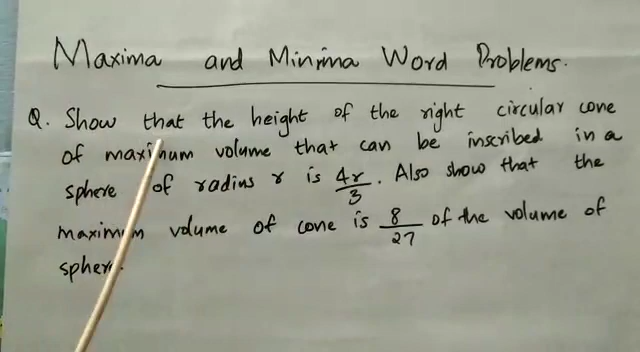 Maxima and Minima Word Problems.
Q. Show that the height of the right circular cone
of maximum volume that can be inscribed in a
sphere of radius r is 4r/3. Also show that the
maximum volume of cone is 8/27 of the volume of
sphere.